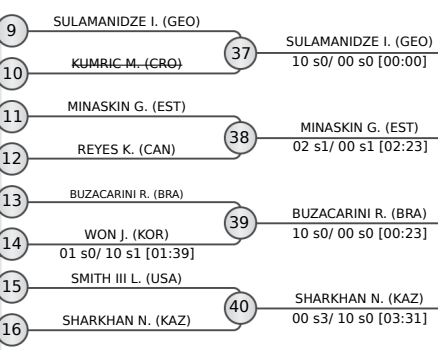 9
SULAMANIDZE I. (GEO)
37
SULAMANIDZE I. (GEO)
10 s0/ 00 s0 [00:00]
10
KUMRIC M. (CRO)
11
MINASKIN G. (EST)
38
MINASKIN G. (EST)
02 s1/ 00 s1 [02:23]
12
REYES K. (CAN)
13
BUZACARINI R. (BRA)
39
BUZACARINI R. (BRA)
10 s0/ 00 s0 [00:23]
14
WON J. (KOR)
01 s0/ 10 s1 [01:39]
15
SMITH III L. (USA)
40
SHARKHAN N. (KAZ)
00 s3/ 10 s0 [03:31]
16
SHARKHAN N. (KAZ)